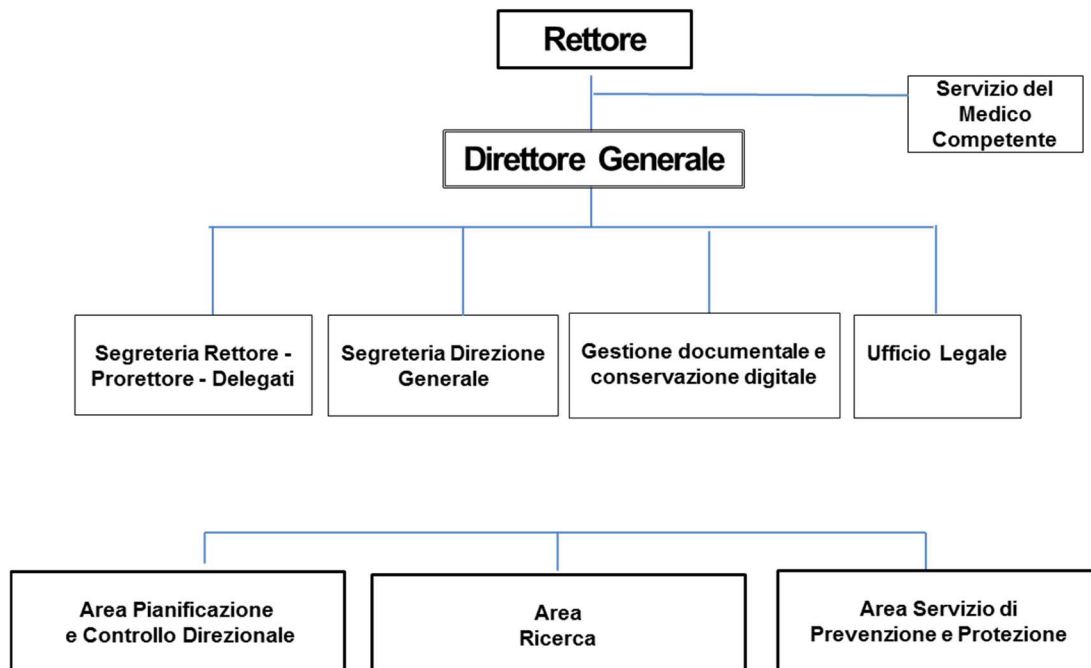 Rettore
Servizio del
Medico
Competente
Direttore Generale
Segreteria Rettore -
Prorettore - Delegati
Segreteria Direzione
Generale
Gestione documentale e
conservazione digitale
Ufficio Legale
Area Pianificazione
e Controllo Direzionale
Area
Ricerca
Area Servizio di
Prevenzione e Protezione